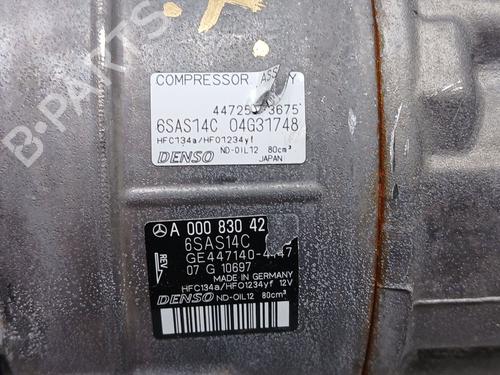 COMPRESSOR ASSY
6SAS14C 04G31748
HFC134a/HFO1234yf
DENSO ND-OIL12 80cm³
JAPAN
A 000 830 42
6SAS14C
REV.
07 G 10697
MADE IN GERMANY
HFC134a/HFO1234yf 12V
DENSO ND-OIL12 80cm³
B-PARTS